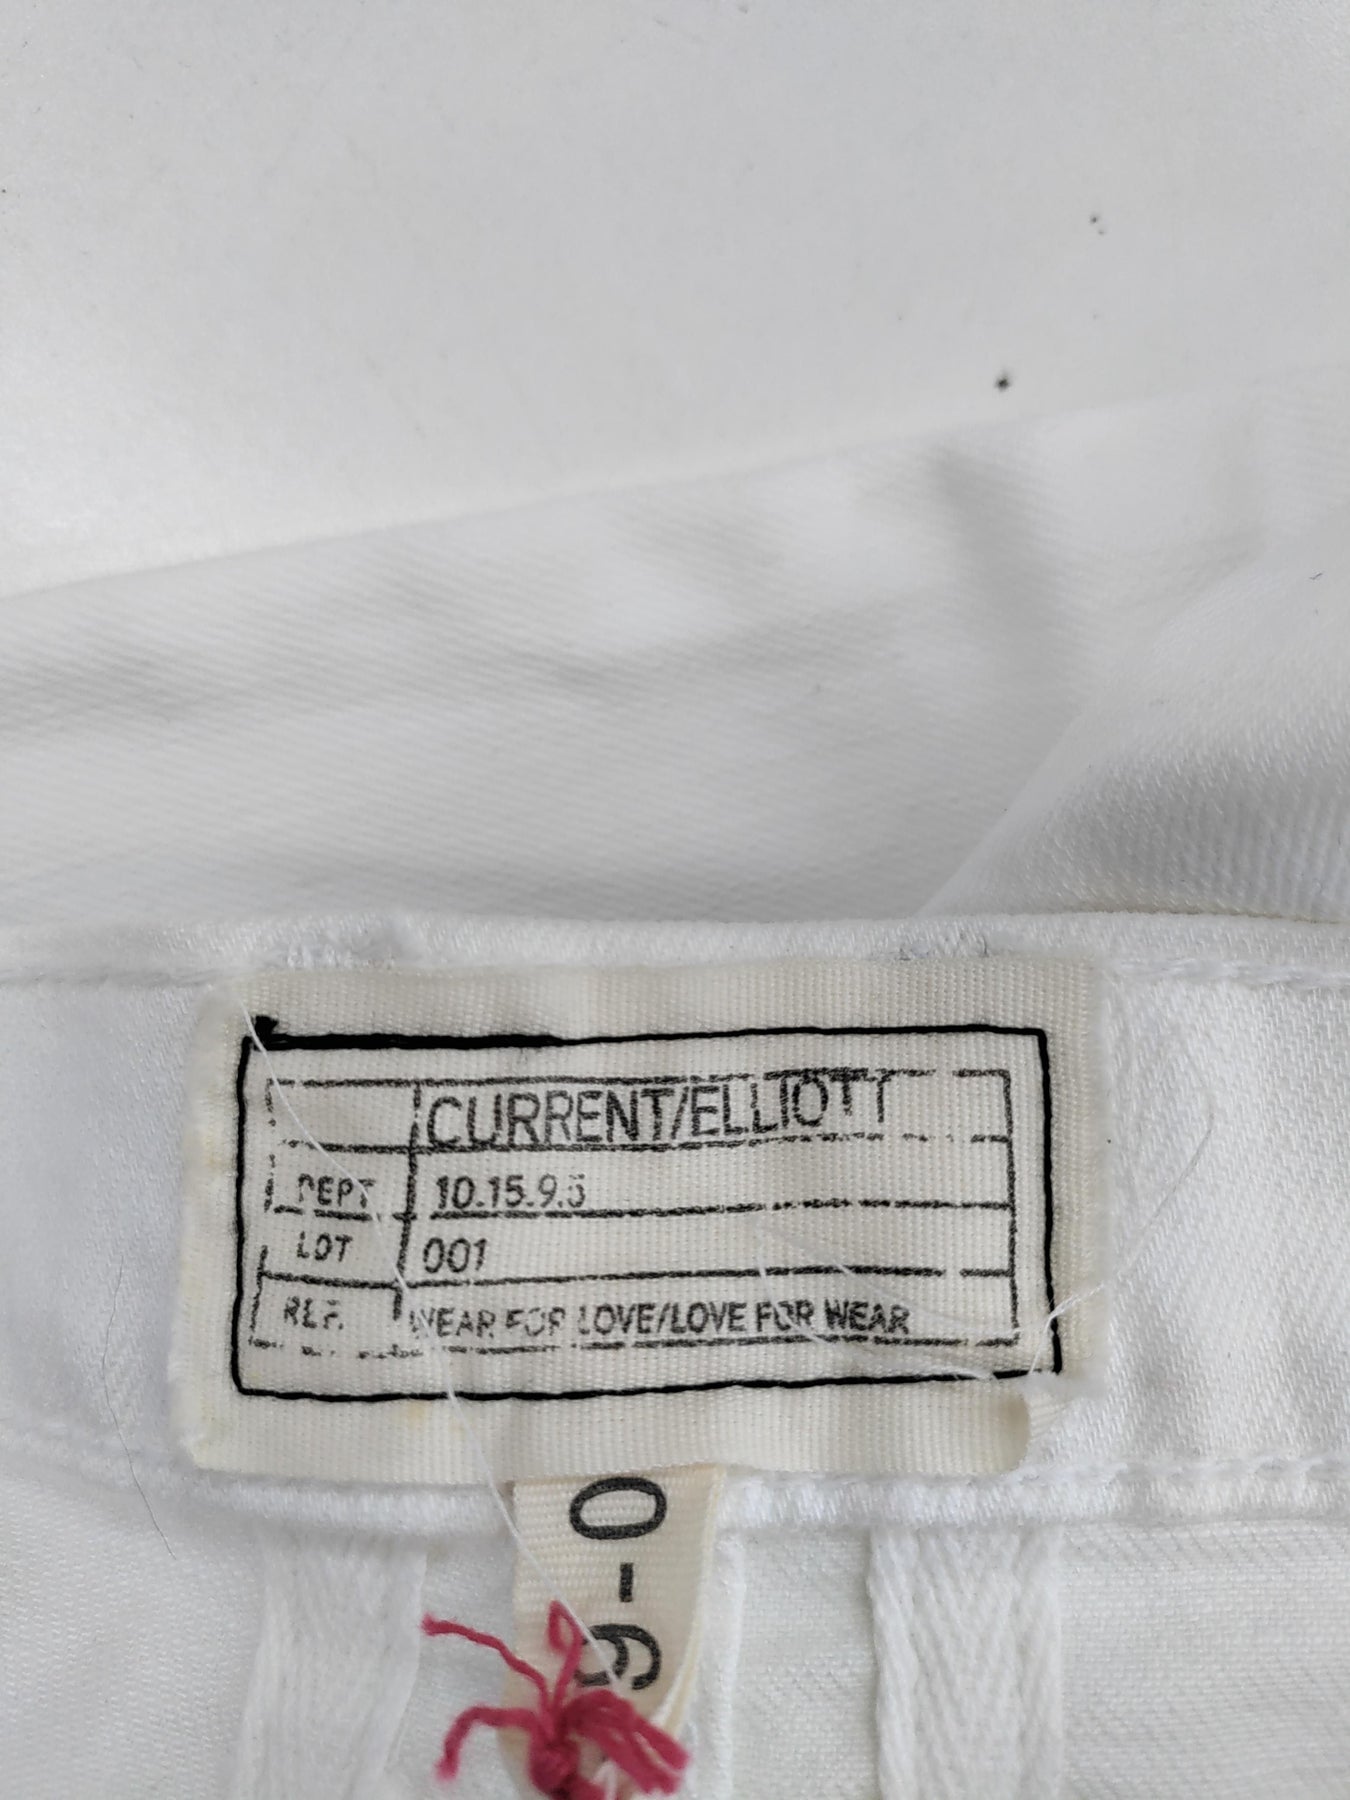 CURRENT/ELLIOTT
DEPT 10.15.9.5
LOT 001
REF. WEAR FOR LOVE/LOVE FOR WEAR